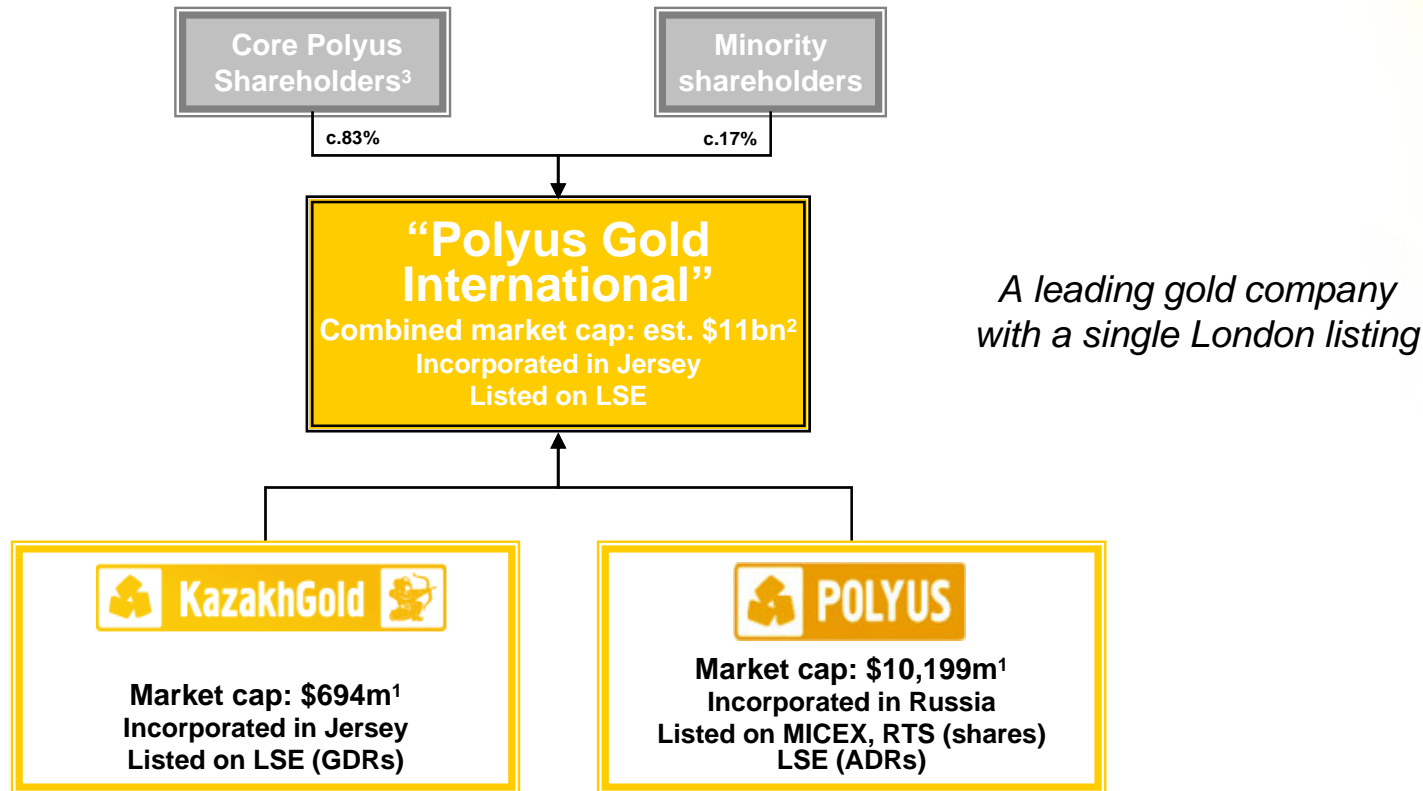 Core Polyus
Shareholders³
Minority
shareholders
c.83%
c.17%
“Polyus Gold
International”
Combined market cap: est. $11bn²
Incorporated in Jersey
Listed on LSE
A leading gold company
with a single London listing
KazakhGold
Market cap: $694m¹
Incorporated in Jersey
Listed on LSE (GDRs)
POLYUS
Market cap: $10,199m¹
Incorporated in Russia
Listed on MICEX, RTS (shares)
LSE (ADRs)